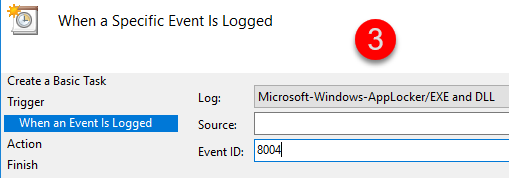 When a Specific Event Is Logged
3
Create a Basic Task
Trigger
When an Event Is Logged
Action
Finish
Log: Microsoft-Windows-AppLocker/EXE and DLL
Source:
Event ID: 8004